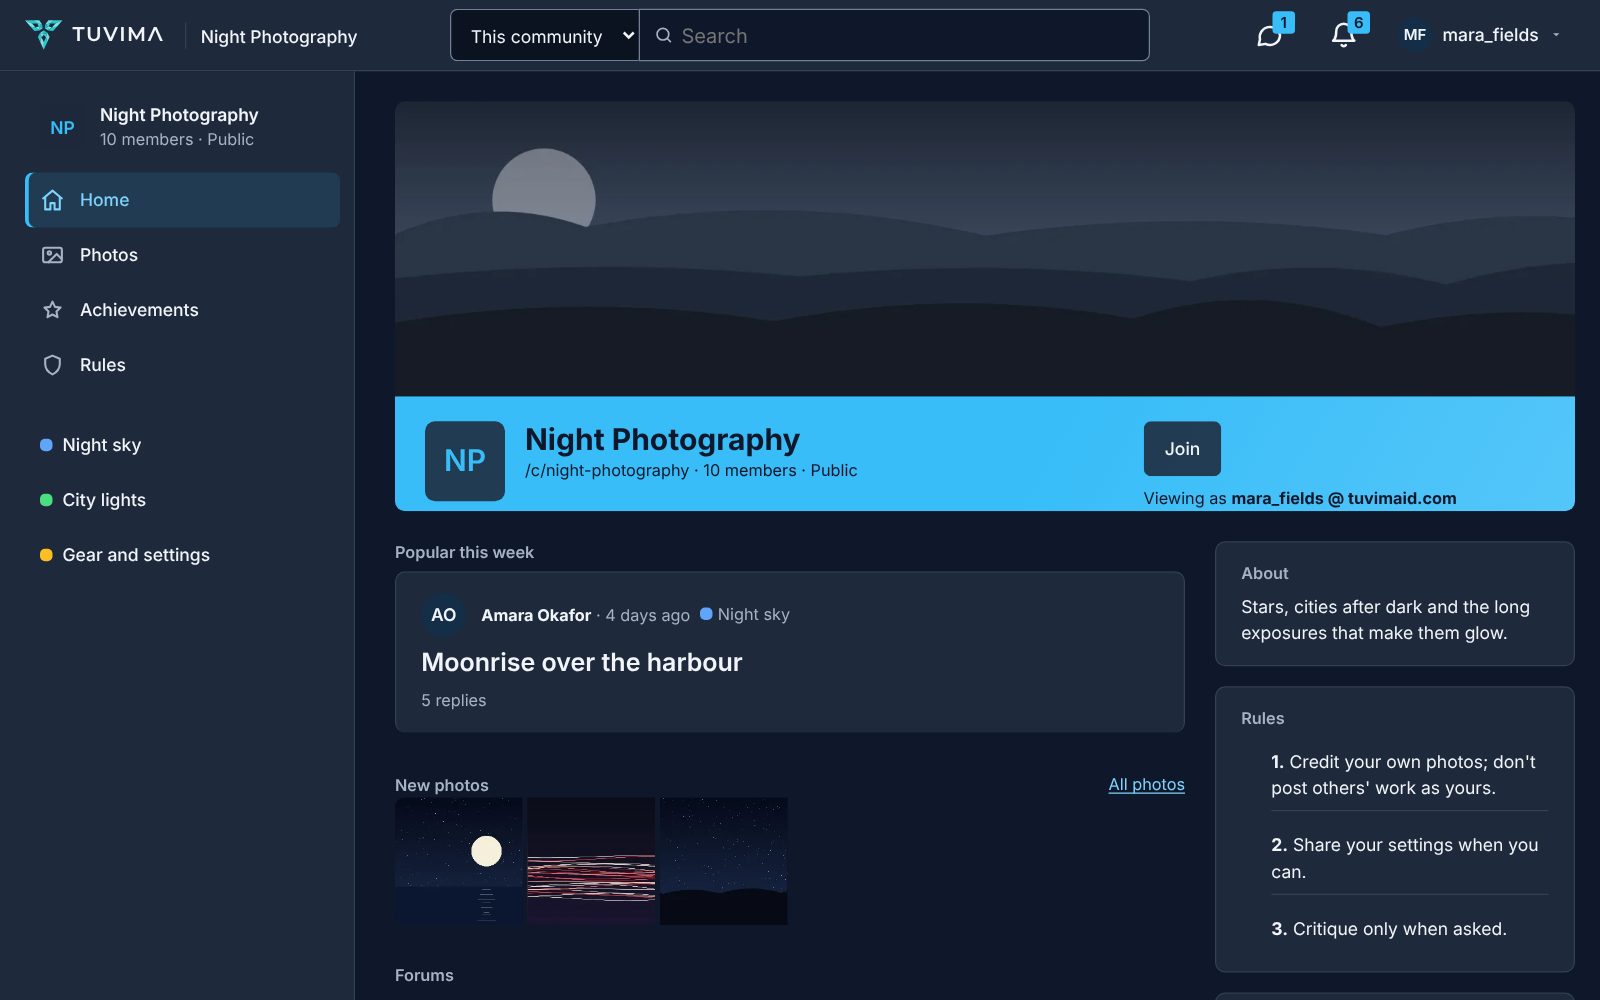 TUVIMA
Night Photography
This community
Search
1
6
MF
mara_fields
NP
Night Photography
10 members · Public
Home
Photos
Achievements
Rules
Night sky
City lights
Gear and settings
NP
Night Photography
/c/night-photography · 10 members · Public
Join
Viewing as mara_fields @ tuvimaid.com
Popular this week
AO
Amara Okafor · 4 days ago
Night sky
Moonrise over the harbour
5 replies
New photos
All photos
Forums
About
Stars, cities after dark and the long
exposures that make them glow.
Rules
1. Credit your own photos; don't
post others' work as yours.
2. Share your settings when you
can.
3. Critique only when asked.